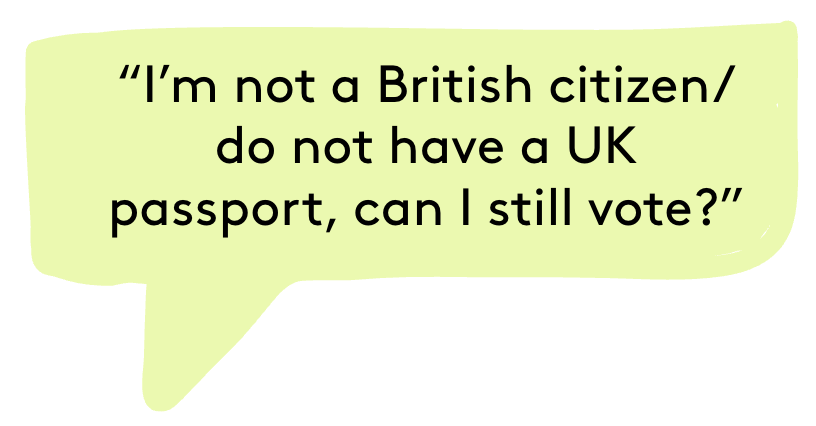 “I’m not a British citizen/
do not have a UK
passport, can I still vote?”